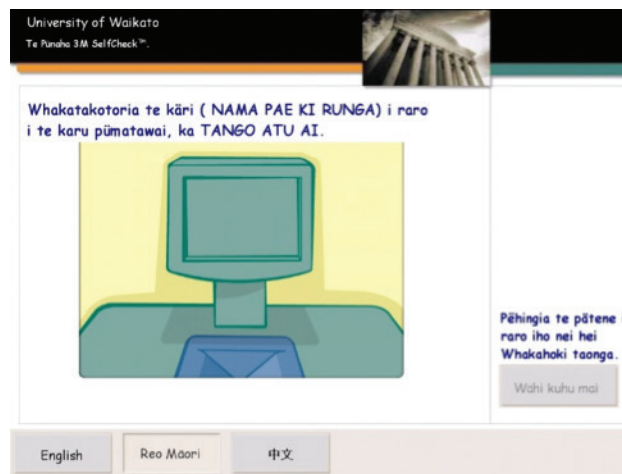 University of Waikato
Te Pūnaha 3M SelfCheck™.
Whakatakotoria te kāri ( NAMA PAE KI RUNGA) i raro
i te karu pūmatawai, ka TANGO ATU AI.
Pēhingia te pātene i
raro iho nei hei
Whakahoki taonga.
Wāhi kuhu mai
English
Reo Māori
中文